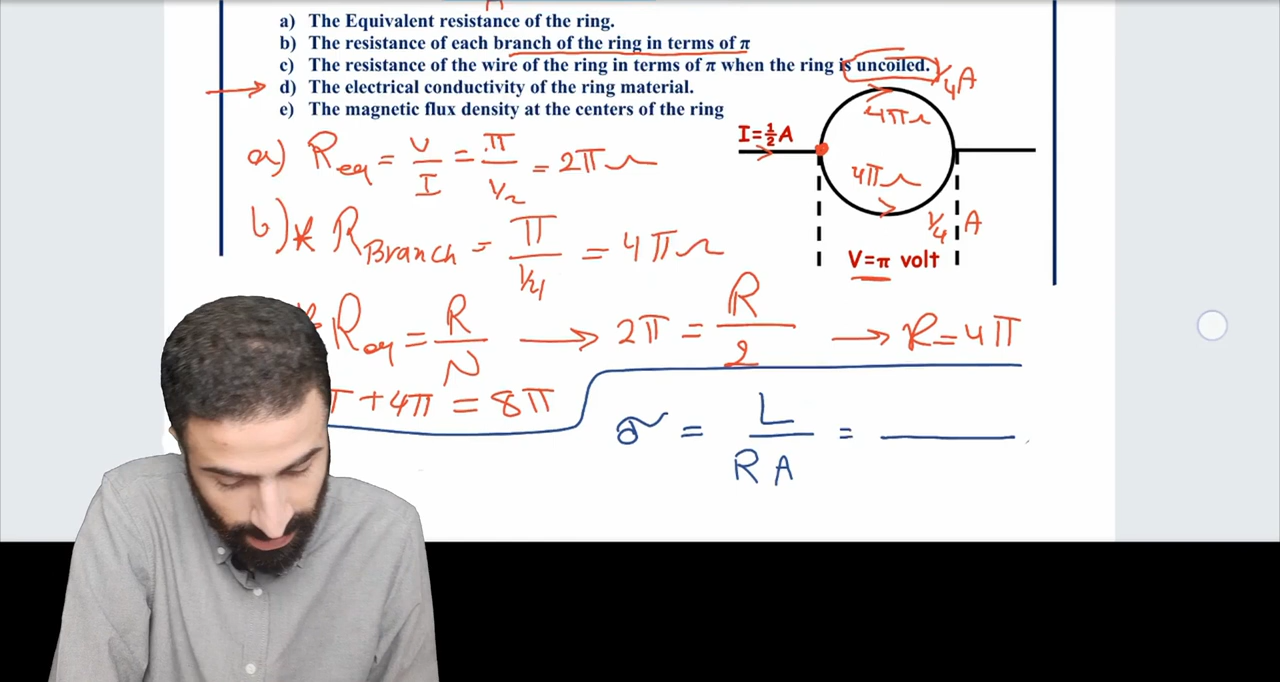 a) The Equivalent resistance of the ring.
b) The resistance of each branch of the ring in terms of π
c) The resistance of the wire of the ring in terms of π when the ring is uncoiled.
d) The electrical conductivity of the ring material.
e) The magnetic flux density at the centers of the ring
I=½A
¼A
4πΩ
4πΩ
¼A
V=π volt
a) Req = V/I = π/½ = 2πΩ
b)* RBranch = π/¼ = 4πΩ
* Req = R/N → 2π = R/2 → R=4π
π + 4π = 8π
σ = L/RA =